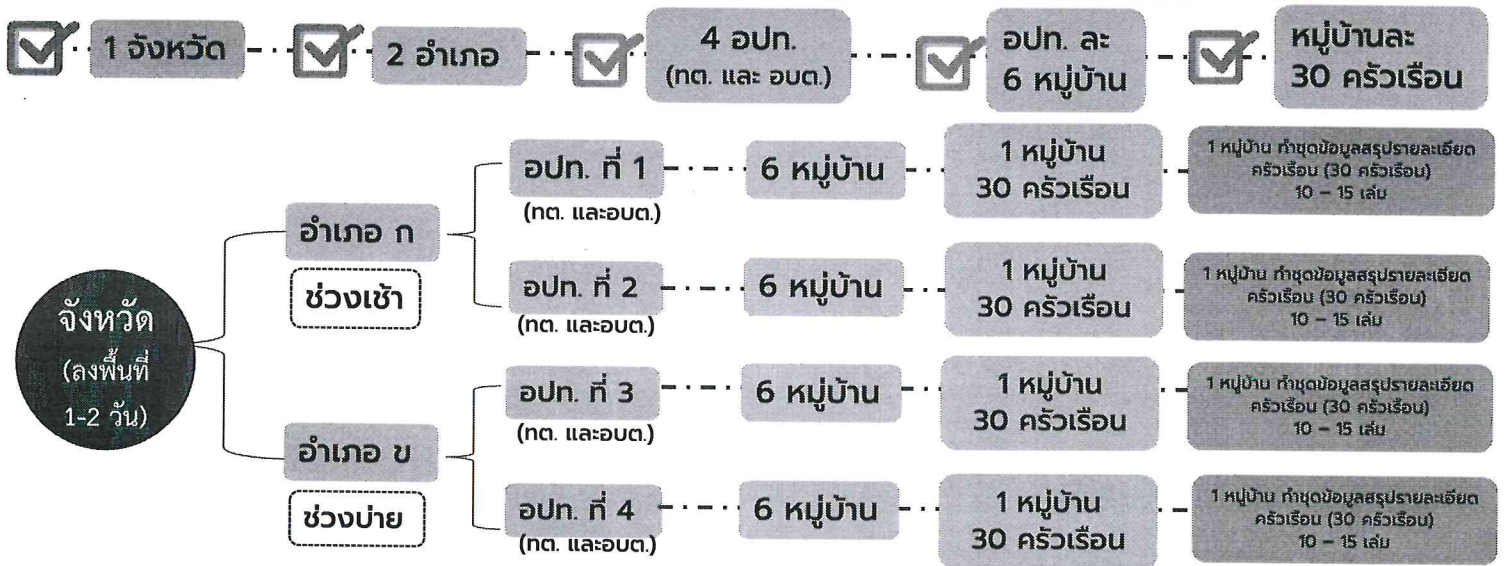 1 จังหวัด
2 อำเภอ
4 อปท.
(ทต. และ อบต.)
อปท. ละ
6 หมู่บ้าน
หมู่บ้านละ
30 ครัวเรือน
จังหวัด
(ลงพื้นที่
1-2 วัน)
อำเภอ ก
ช่วงเช้า
อปท. ที่ 1
(ทต. และอบต.)
6 หมู่บ้าน
1 หมู่บ้าน
30 ครัวเรือน
1 หมู่บ้าน ทำชุดข้อมูลสรุปรายละเอียด
ครัวเรือน (30 ครัวเรือน)
10 – 15 เล่ม
อปท. ที่ 2
(ทต. และอบต.)
6 หมู่บ้าน
1 หมู่บ้าน
30 ครัวเรือน
1 หมู่บ้าน ทำชุดข้อมูลสรุปรายละเอียด
ครัวเรือน (30 ครัวเรือน)
10 – 15 เล่ม
อำเภอ ข
ช่วงบ่าย
อปท. ที่ 3
(ทต. และอบต.)
6 หมู่บ้าน
1 หมู่บ้าน
30 ครัวเรือน
1 หมู่บ้าน ทำชุดข้อมูลสรุปรายละเอียด
ครัวเรือน (30 ครัวเรือน)
10 – 15 เล่ม
อปท. ที่ 4
(ทต. และอบต.)
6 หมู่บ้าน
1 หมู่บ้าน
30 ครัวเรือน
1 หมู่บ้าน ทำชุดข้อมูลสรุปรายละเอียด
ครัวเรือน (30 ครัวเรือน)
10 – 15 เล่ม